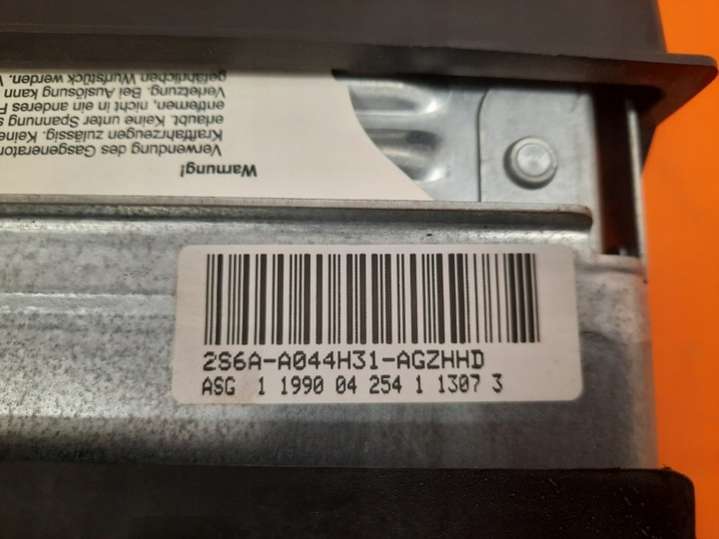 Warnung!
Verwendung des Gasgenerator
Kraftfahrzeugen zulässig. Keine
erlaubt. Keine unter Spannung s
entfernen, nicht in ein anderes F
Verletzung. Bei Auslösung kann
gefährlichen Wurfstück werden. V
2S6A-A044H31-AGZHHD
ASG 1 1990 04 254 1 1307 3